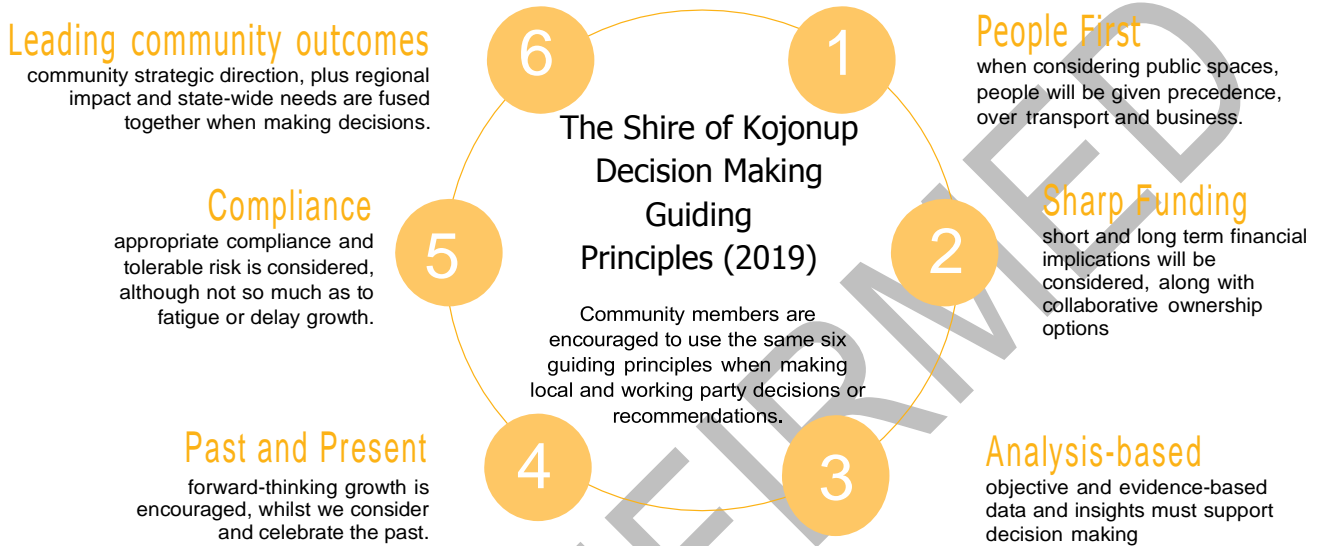 The Shire of Kojonup
Decision Making
Guiding
Principles (2019)
Community members are
encouraged to use the same six
guiding principles when making
local and working party decisions or
recommendations.
1
People First
when considering public spaces,
people will be given precedence,
over transport and business.
2
Sharp Funding
short and long term financial
implications will be
considered, along with
collaborative ownership
options
3
Analysis-based
objective and evidence-based
data and insights must support
decision making
4
Past and Present
forward-thinking growth is
encouraged, whilst we consider
and celebrate the past.
5
Compliance
appropriate compliance and
tolerable risk is considered,
although not so much as to
fatigue or delay growth.
6
Leading community outcomes
community strategic direction, plus regional
impact and state-wide needs are fused
together when making decisions.
FIRMED